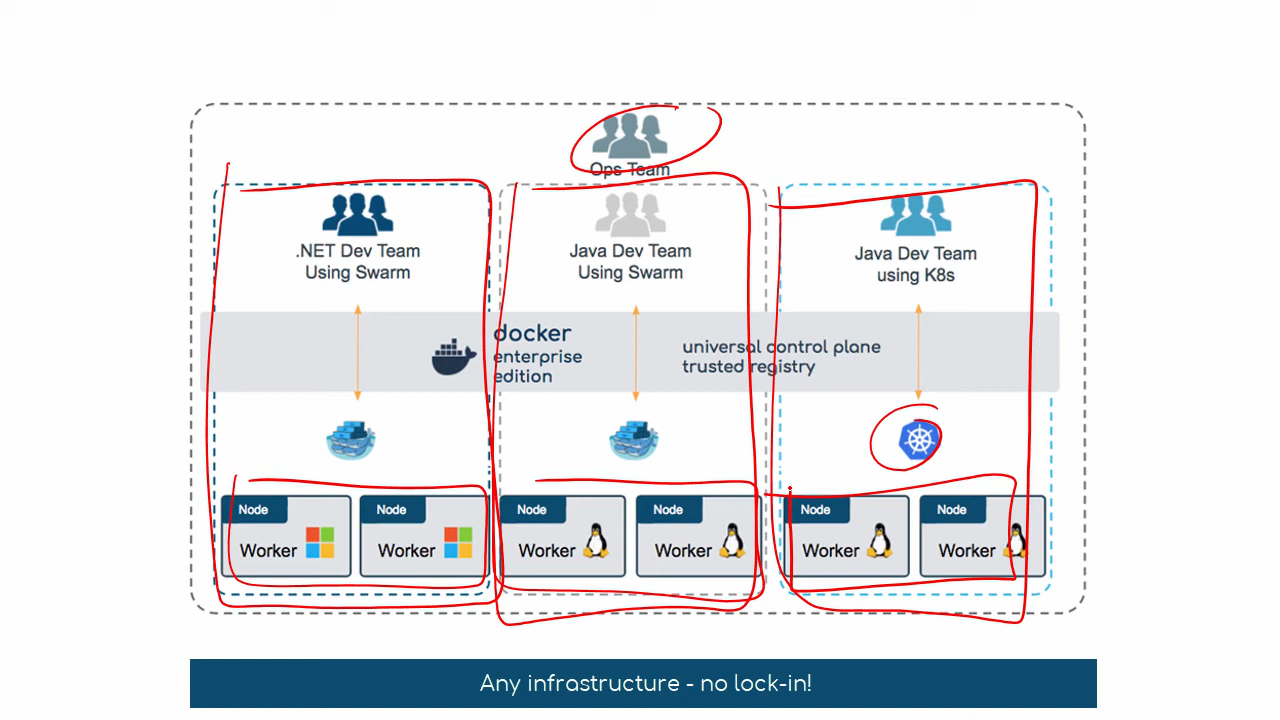 Ops Team
.NET Dev Team
Using Swarm
Java Dev Team
Using Swarm
Java Dev Team
using K8s
docker
enterprise
edition
universal control plane
trusted registry
Node
Worker
Node
Worker
Node
Worker
Node
Worker
Node
Worker
Node
Worker
Any infrastructure - no lock-in!